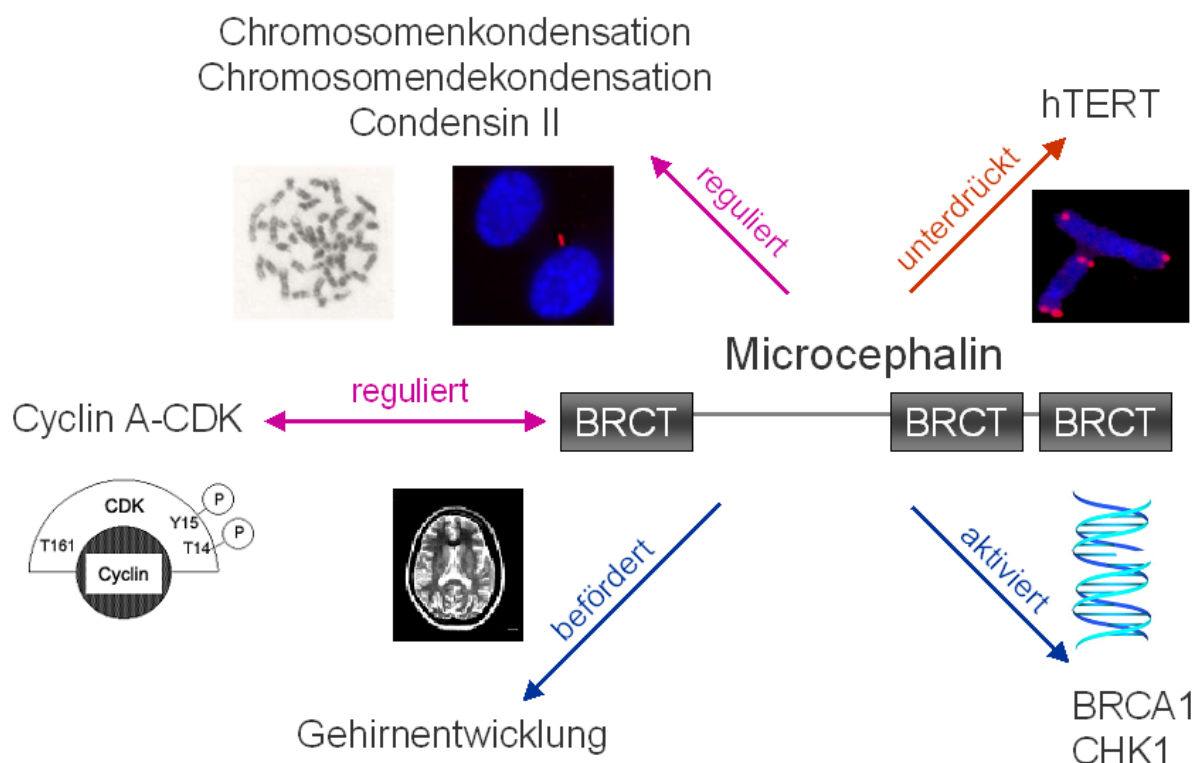 Chromosomenkondensation
Chromosomendekondensation
Condensin II
hTERT
reguliert
unterdrückt
Microcephalin
reguliert
Cyclin A-CDK
BRCT
BRCT
BRCT
CDK
Y15
P
T161
T14
P
Cyclin
befördert
aktiviert
Gehirnentwicklung
BRCA1
CHK1